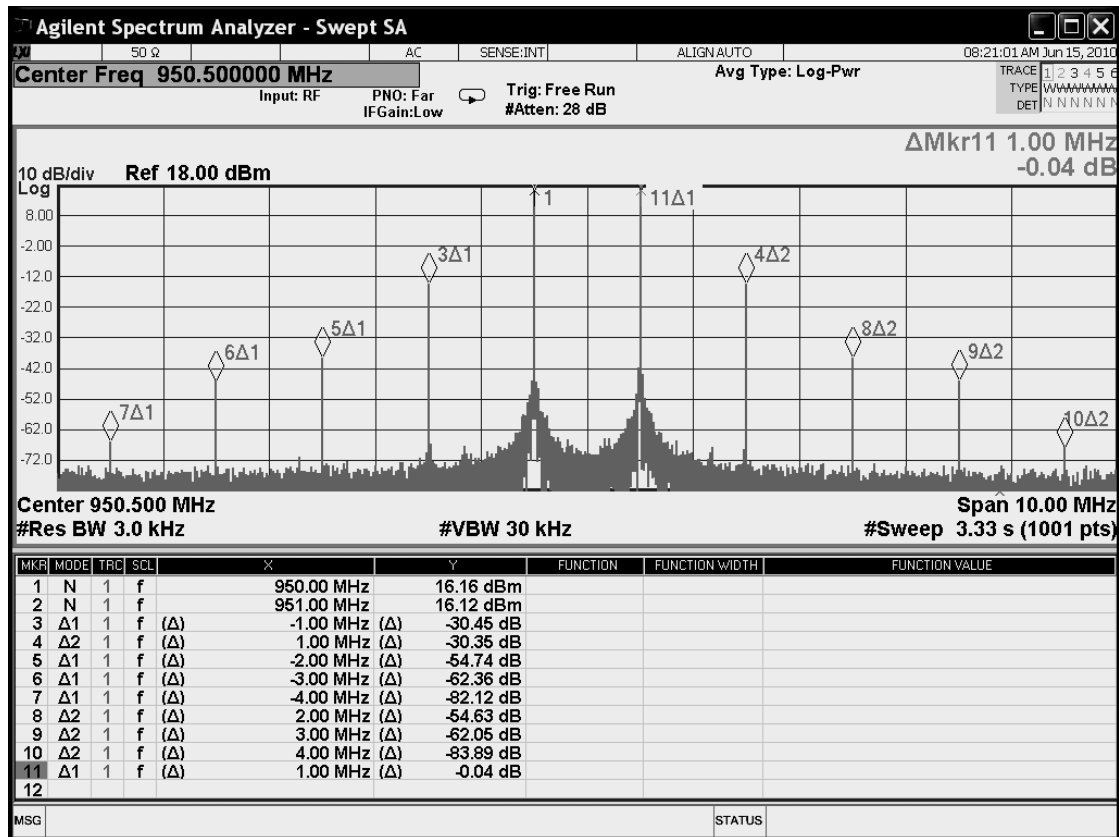 Agilent Spectrum Analyzer - Swept SA
LXI 50 Ω AC SENSE:INT ALIGNAUTO 08:21:01 AM Jun 15, 2010
Center Freq 950.500000 MHz Avg Type: Log-Pwr TRACE 1 2 3 4 5 6
Input: RF PNO: Far Trig: Free Run TYPE
IFGain:Low #Atten: 28 dB DET N N N N N N
ΔMkr11 1.00 MHz
-0.04 dB
10 dB/div Ref 18.00 dBm
Log
1 11Δ1
8.00
-2.00
3Δ1 4Δ2
-12.0
-22.0
-32.0
5Δ1 8Δ2
6Δ1 9Δ2
-42.0
-52.0
7Δ1 10Δ2
-62.0
-72.0
Center 950.500 MHz Span 10.00 MHz
#Res BW 3.0 kHz #VBW 30 kHz #Sweep 3.33 s (1001 pts)
MKR MODE TRC SCL X Y FUNCTION FUNCTION WIDTH FUNCTION VALUE
1 N 1 f 950.00 MHz 16.16 dBm
2 N 1 f 951.00 MHz 16.12 dBm
3 Δ1 1 f (Δ) -1.00 MHz (Δ) -30.45 dB
4 Δ2 1 f (Δ) 1.00 MHz (Δ) -30.35 dB
5 Δ1 1 f (Δ) -2.00 MHz (Δ) -54.74 dB
6 Δ1 1 f (Δ) -3.00 MHz (Δ) -62.36 dB
7 Δ1 1 f (Δ) -4.00 MHz (Δ) -82.12 dB
8 Δ2 1 f (Δ) 2.00 MHz (Δ) -54.63 dB
9 Δ2 1 f (Δ) 3.00 MHz (Δ) -62.05 dB
10 Δ2 1 f (Δ) 4.00 MHz (Δ) -83.89 dB
11 Δ1 1 f (Δ) 1.00 MHz (Δ) -0.04 dB
12
MSG STATUS